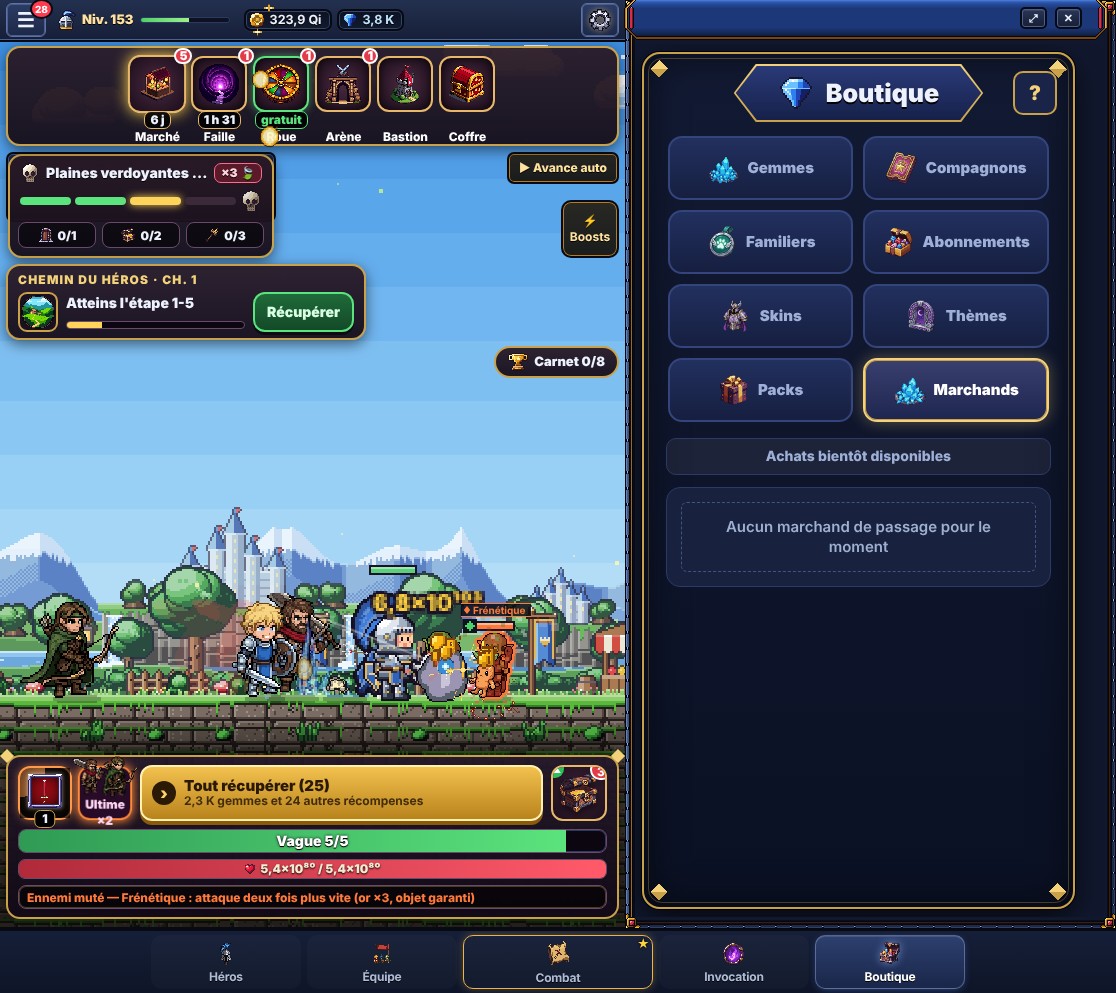 28
Niv. 153
323,9 Qi
3,8 K
5
1
1
1
6 j
1 h 31
gratuit
Marché
Faille
Arène
Bastion
Coffre
Plaines verdoyantes ...
×3
0/1
0/2
0/3
▶ Avance auto
Boosts
CHEMIN DU HÉROS · CH. 1
Atteins l'étape 1-5
Récupérer
Carnet 0/8
Frénétique
Ultime
×2
1
Tout récupérer (25)
2,3 K gemmes et 24 autres récompenses
3
Vague 5/5
5,4×10⁸⁰ / 5,4×10⁸⁰
Ennemi muté — Frénétique : attaque deux fois plus vite (or ×3, objet garanti)
Boutique
?
Gemmes
Compagnons
Familiers
Abonnements
Skins
Thèmes
Packs
Marchands
Achats bientôt disponibles
Aucun marchand de passage pour le
moment
Héros
Équipe
Combat
Invocation
Boutique